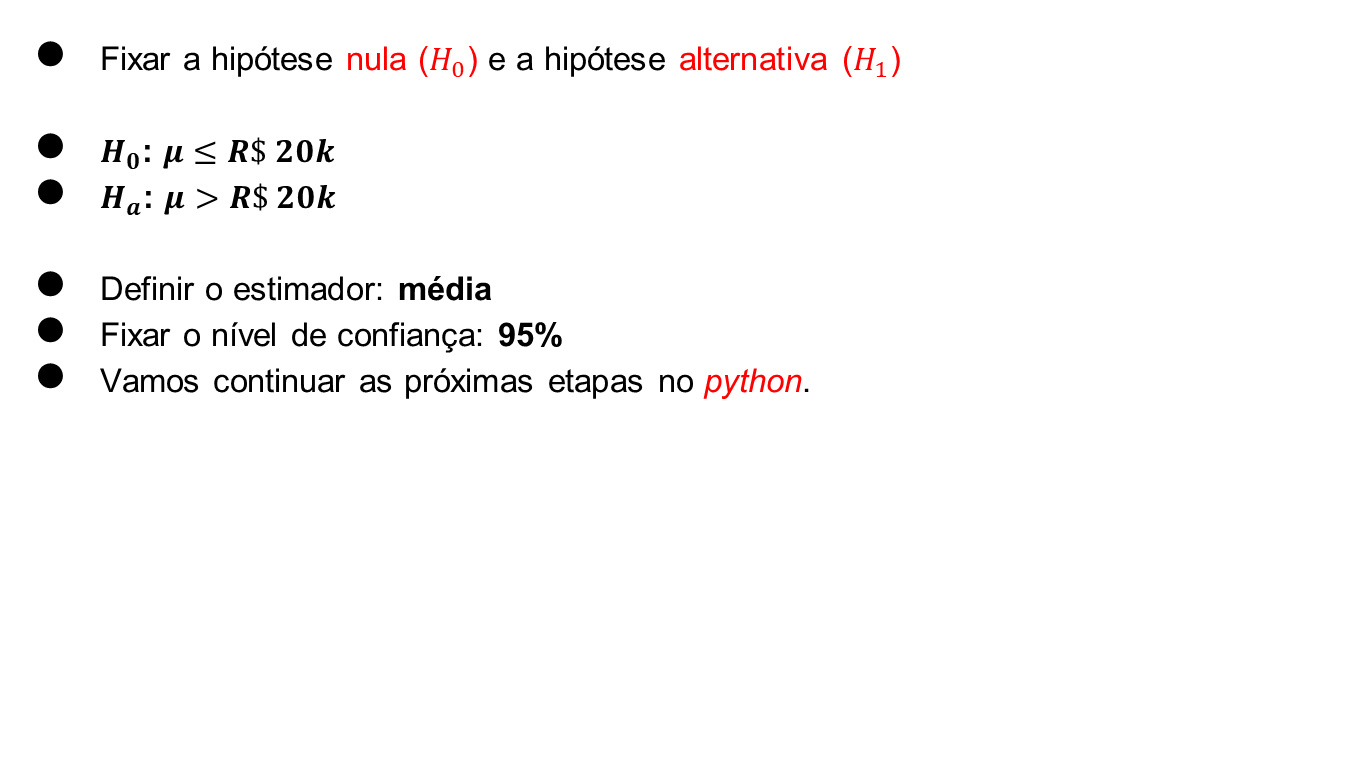 ● Fixar a hipótese nula (𝐻₀) e a hipótese alternativa (𝐻₁)
● 𝑯₀: 𝝁 ≤ 𝑹$ 𝟐𝟎𝒌
● 𝑯ₐ: 𝝁 > 𝑹$ 𝟐𝟎𝒌
● Definir o estimador: média
● Fixar o nível de confiança: 95%
● Vamos continuar as próximas etapas no python.